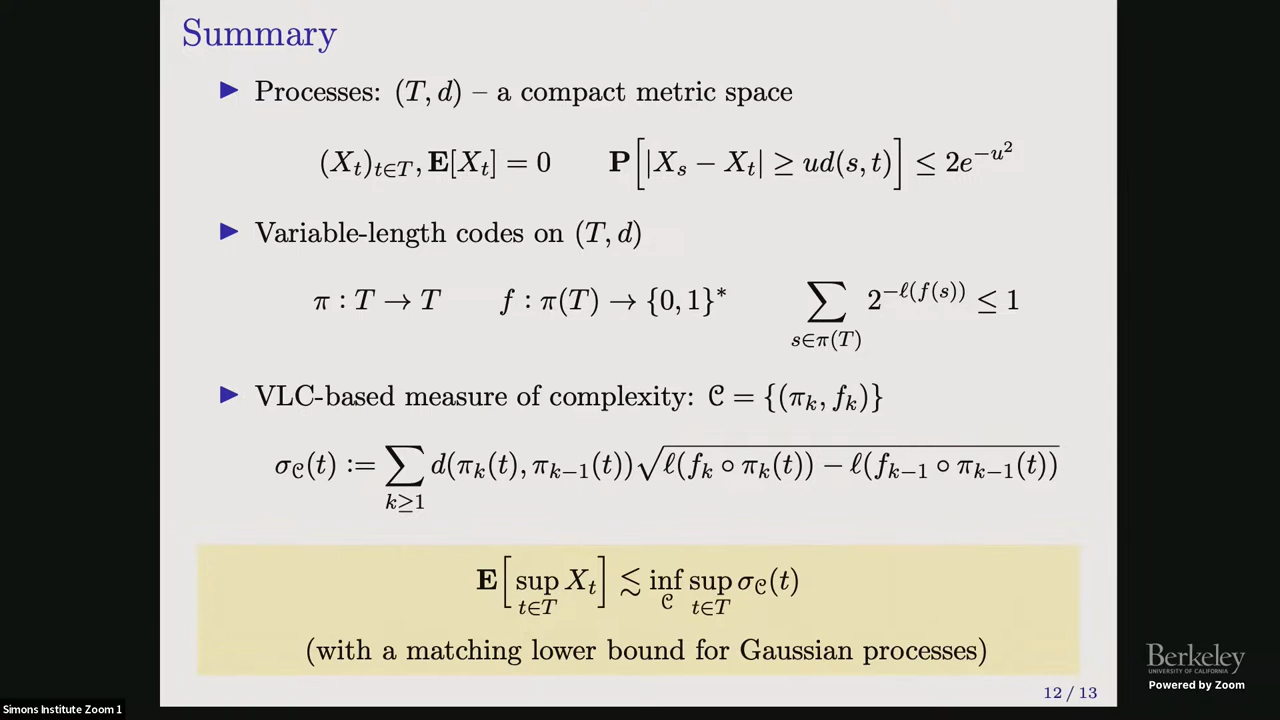 Summary
▶ Processes: (T, d) – a compact metric space
(X_t)_{t∈T}, E[X_t] = 0    P[|X_s − X_t| ≥ ud(s, t)] ≤ 2e^{−u^2}
▶ Variable-length codes on (T, d)
π : T → T    f : π(T) → {0, 1}*    ∑_{s∈π(T)} 2^{−ℓ(f(s))} ≤ 1
▶ VLC-based measure of complexity: 𝒞 = {(π_k, f_k)}
σ_𝒞(t) := ∑_{k≥1} d(π_k(t), π_{k−1}(t))√(ℓ(f_k ∘ π_k(t)) − ℓ(f_{k−1} ∘ π_{k−1}(t)))
E[sup_{t∈T} X_t] ≲ inf_𝒞 sup_{t∈T} σ_𝒞(t)
(with a matching lower bound for Gaussian processes)
12 / 13
Berkeley
UNIVERSITY OF CALIFORNIA
Powered by Zoom
Simons Institute Zoom 1